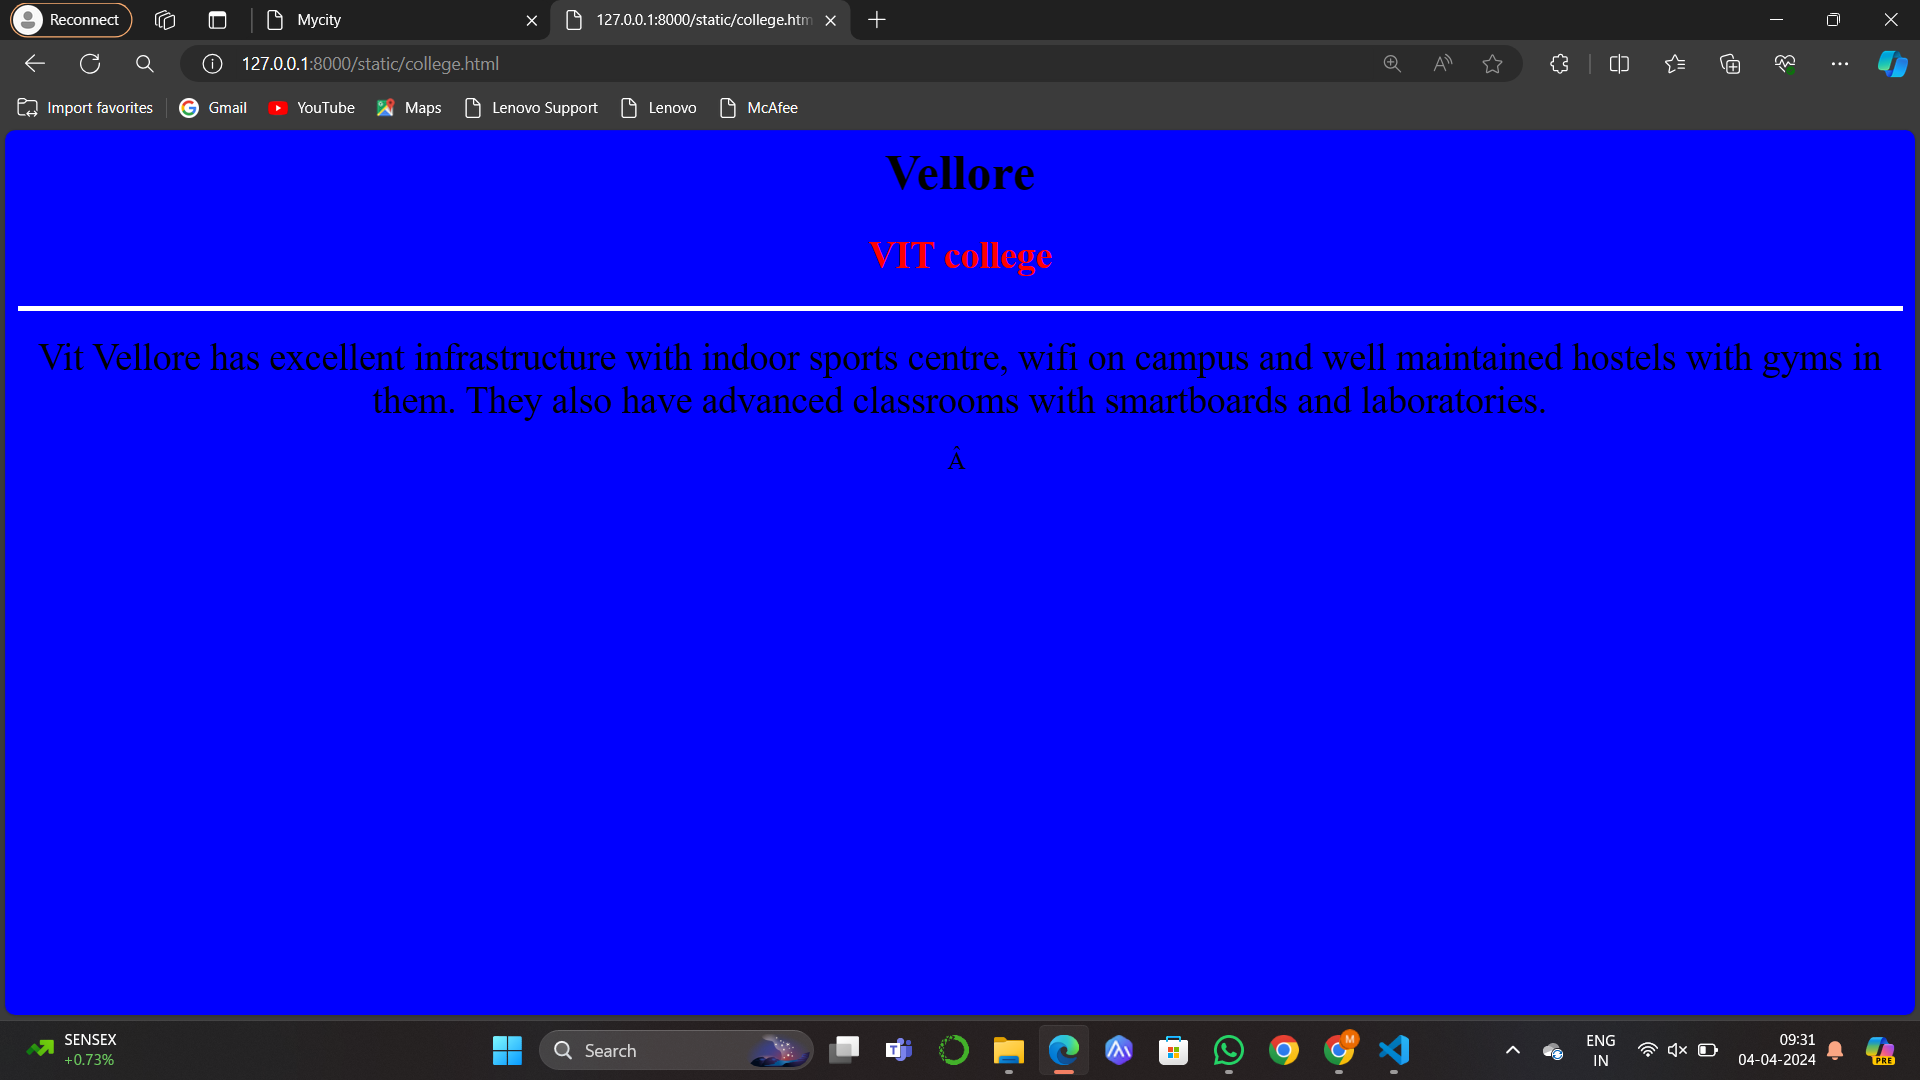 Reconnect
Mycity
127.0.0.1:8000/static/college.htm
127.0.0.1:8000/static/college.html
Import favorites
Gmail
YouTube
Maps
Lenovo Support
Lenovo
McAfee
Vellore
VIT college
Vit Vellore has excellent infrastructure with indoor sports centre, wifi on campus and well maintained hostels with gyms in
them. They also have advanced classrooms with smartboards and laboratories.
Â
SENSEX
+0.73%
Search
M
ENG
IN
09:31
04-04-2024
PRE